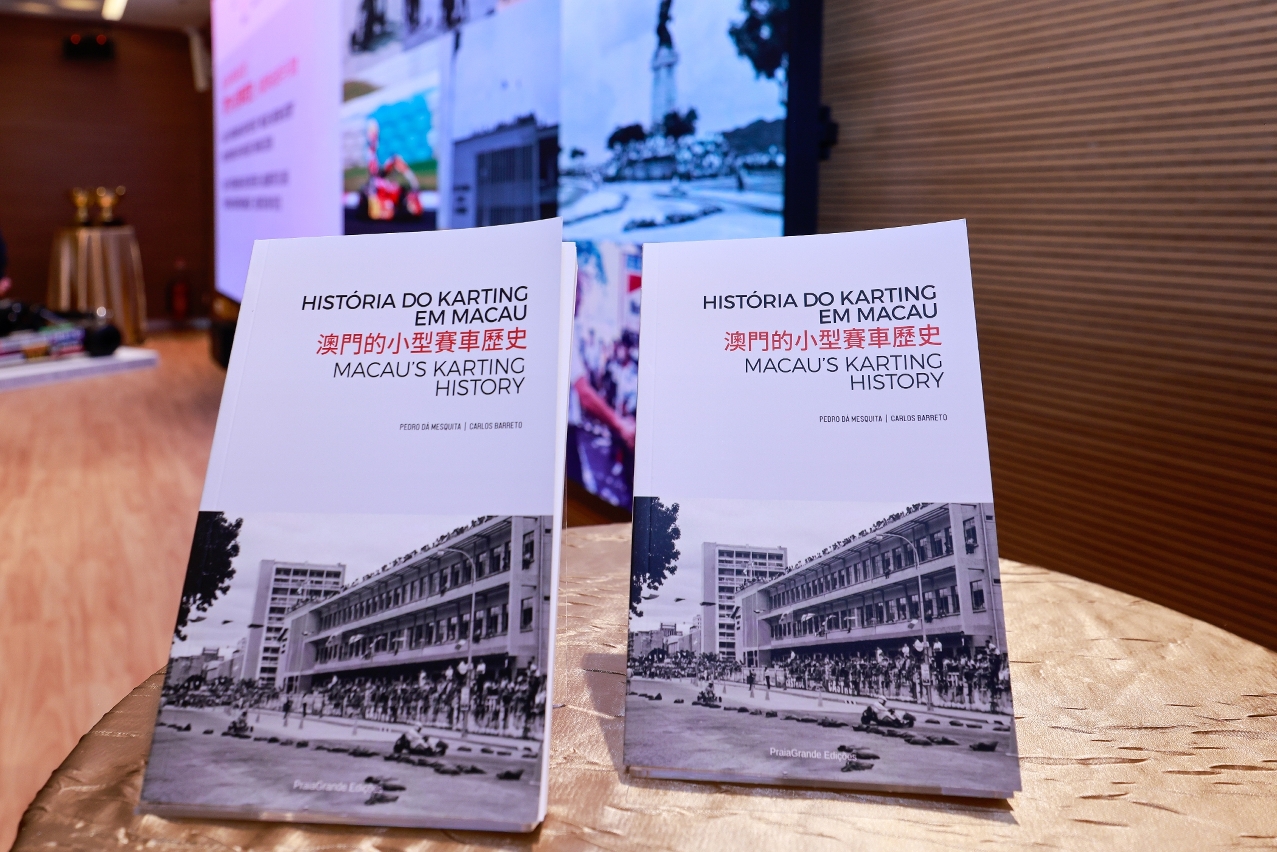 HISTÓRIA DO KARTING
EM MACAU
澳門的小型賽車歷史
MACAU'S KARTING
HISTORY
PEDRO DÁ MESQUITA | CARLOS BARRETO
PraiaGrande Edições
HISTÓRIA DO KARTING
EM MACAU
澳門的小型賽車歷史
MACAU'S KARTING
HISTORY
PEDRO DÁ MESQUITA | CARLOS BARRETO
PraiaGrande Edições